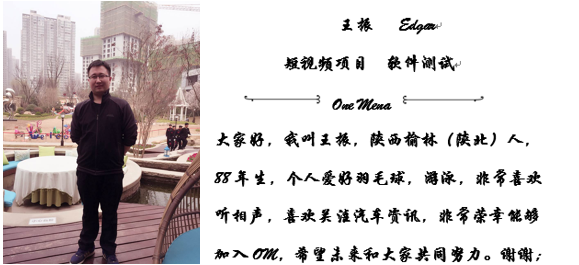 王振 Edgar
短视频项目 软件测试
One Mena
大家好，我叫王振，陕西榆林（陕北）人，
88年生，个人爱好羽毛球，游泳，非常喜欢
听相声，喜欢关注汽车资讯，非常荣幸能够
加入OM，希望未来和大家共同努力。谢谢；